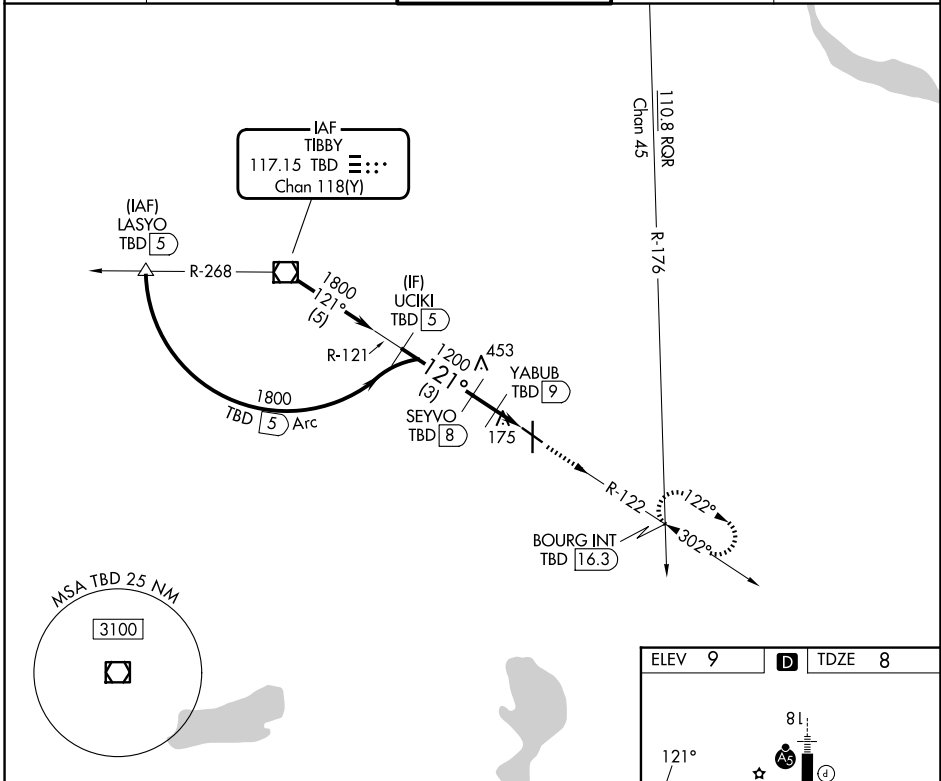 IAF
TIBBY
117.15 TBD
Chan 118(Y)
110.8 RQR
Chan 45
R-176
(IAF)
LASYO
TBD 5
R-268
1800
121°
(5)
(IF)
UCIKI
TBD 5
R-121
1200
121°
(3)
453
YABUB
TBD 9
SEYVO
TBD 8
175
1800
TBD 5 Arc
R-122
122°
302°
BOURG INT
TBD 16.3
MSA TBD 25 NM
3100
ELEV 9 D TDZE 8
18
121°
A5
P